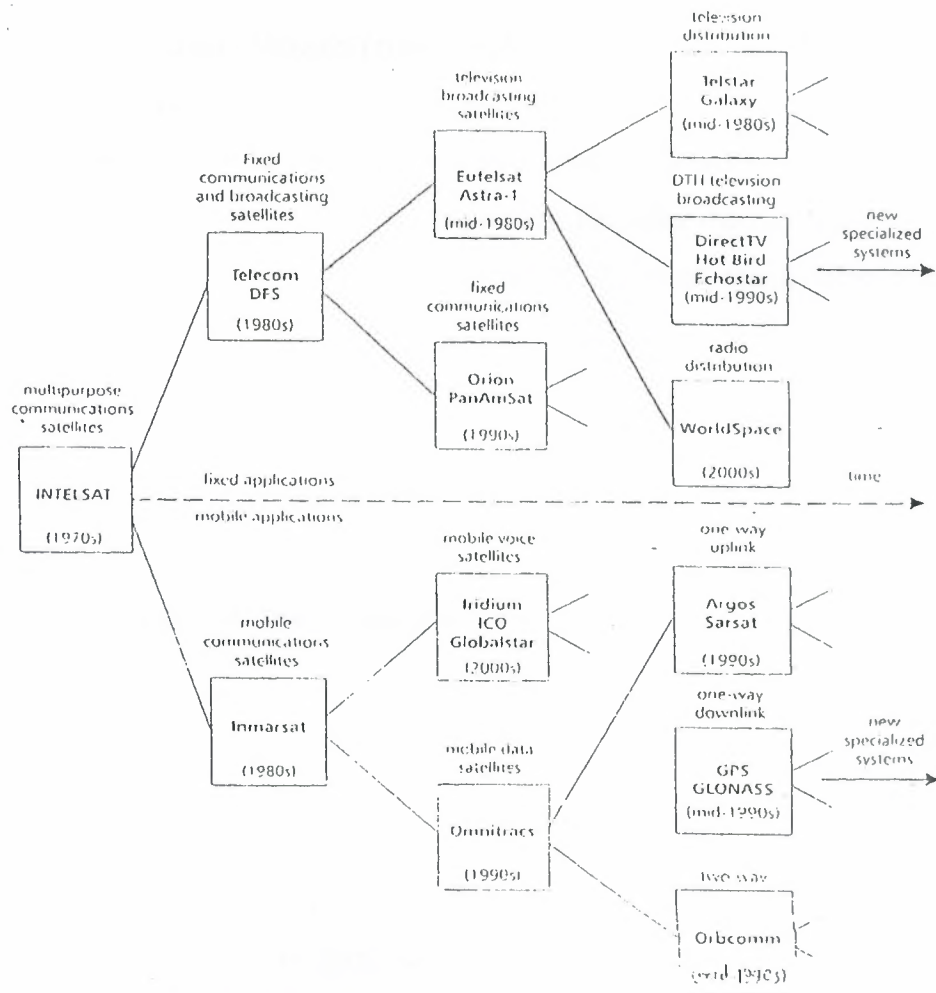 television
distribution
Telstar
Galaxy
(mid-1980s)
television
broadcasting
satellites
Eutelsat
Astra-1
(mid-1980s)
DTH television
broadcasting
DirectTV
Hot Bird
Echostar
(mid-1990s)
new
specialized
systems
Fixed
communications
and broadcasting
satellites
Telecom
DFS
(1980s)
fixed
communications
satellites
Orion
PanAmSat
(1990s)
radio
distribution
WorldSpace
(2000s)
multipurpose
communications
satellites
INTELSAT
(1970s)
fixed applications
time
mobile applications
mobile voice
satellites
Iridium
ICO
Globalstar
(2000s)
one way
uplink
Argos
Sarsat
(1990s)
mobile
communications
satellites
Inmarsat
(1980s)
one-way
downlink
GPS
GLONASS
(mid-1990s)
new
specialized
systems
mobile data
satellites
Omnitracs
(1990s)
two way
Orbcomm
(mid-1990s)